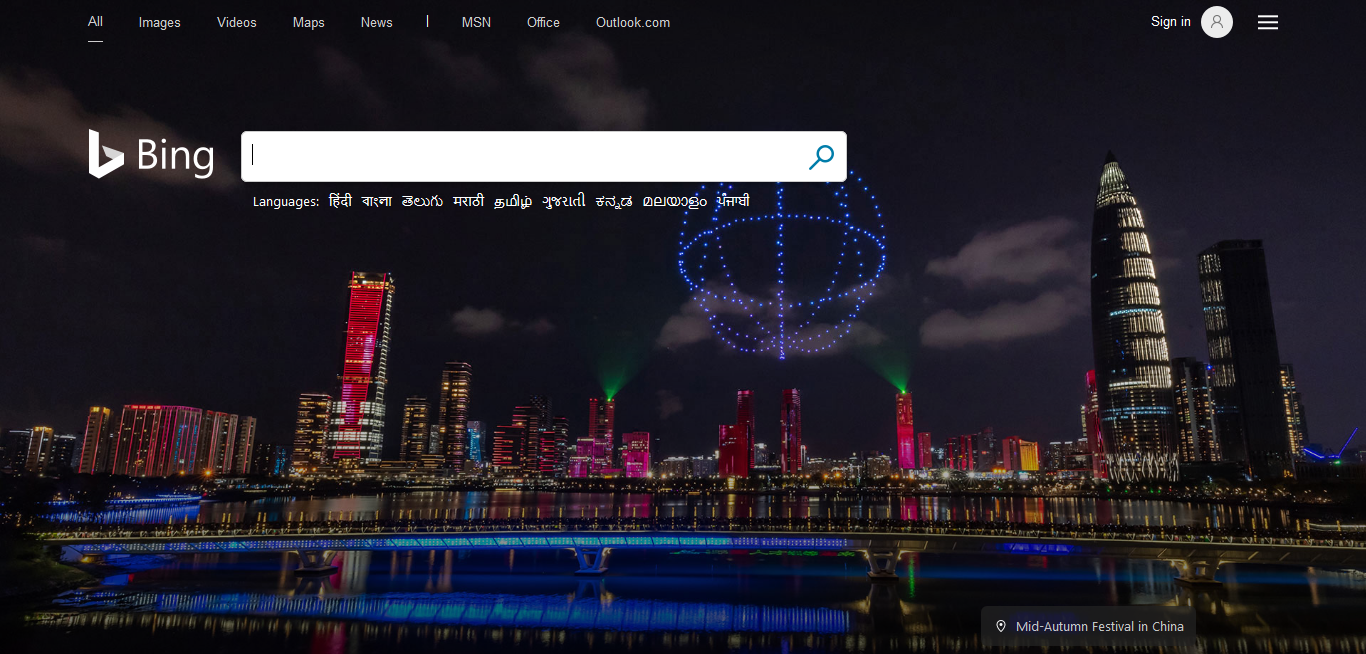 All Images Videos Maps News | MSN Office Outlook.com Sign in
Bing
Languages: हिंदी বাংলা తెలుగు मराठी தமிழ் ગુજરાતી ಕನ್ನಡ മലയാളം ਪੰਜਾਬੀ
Mid-Autumn Festival in China